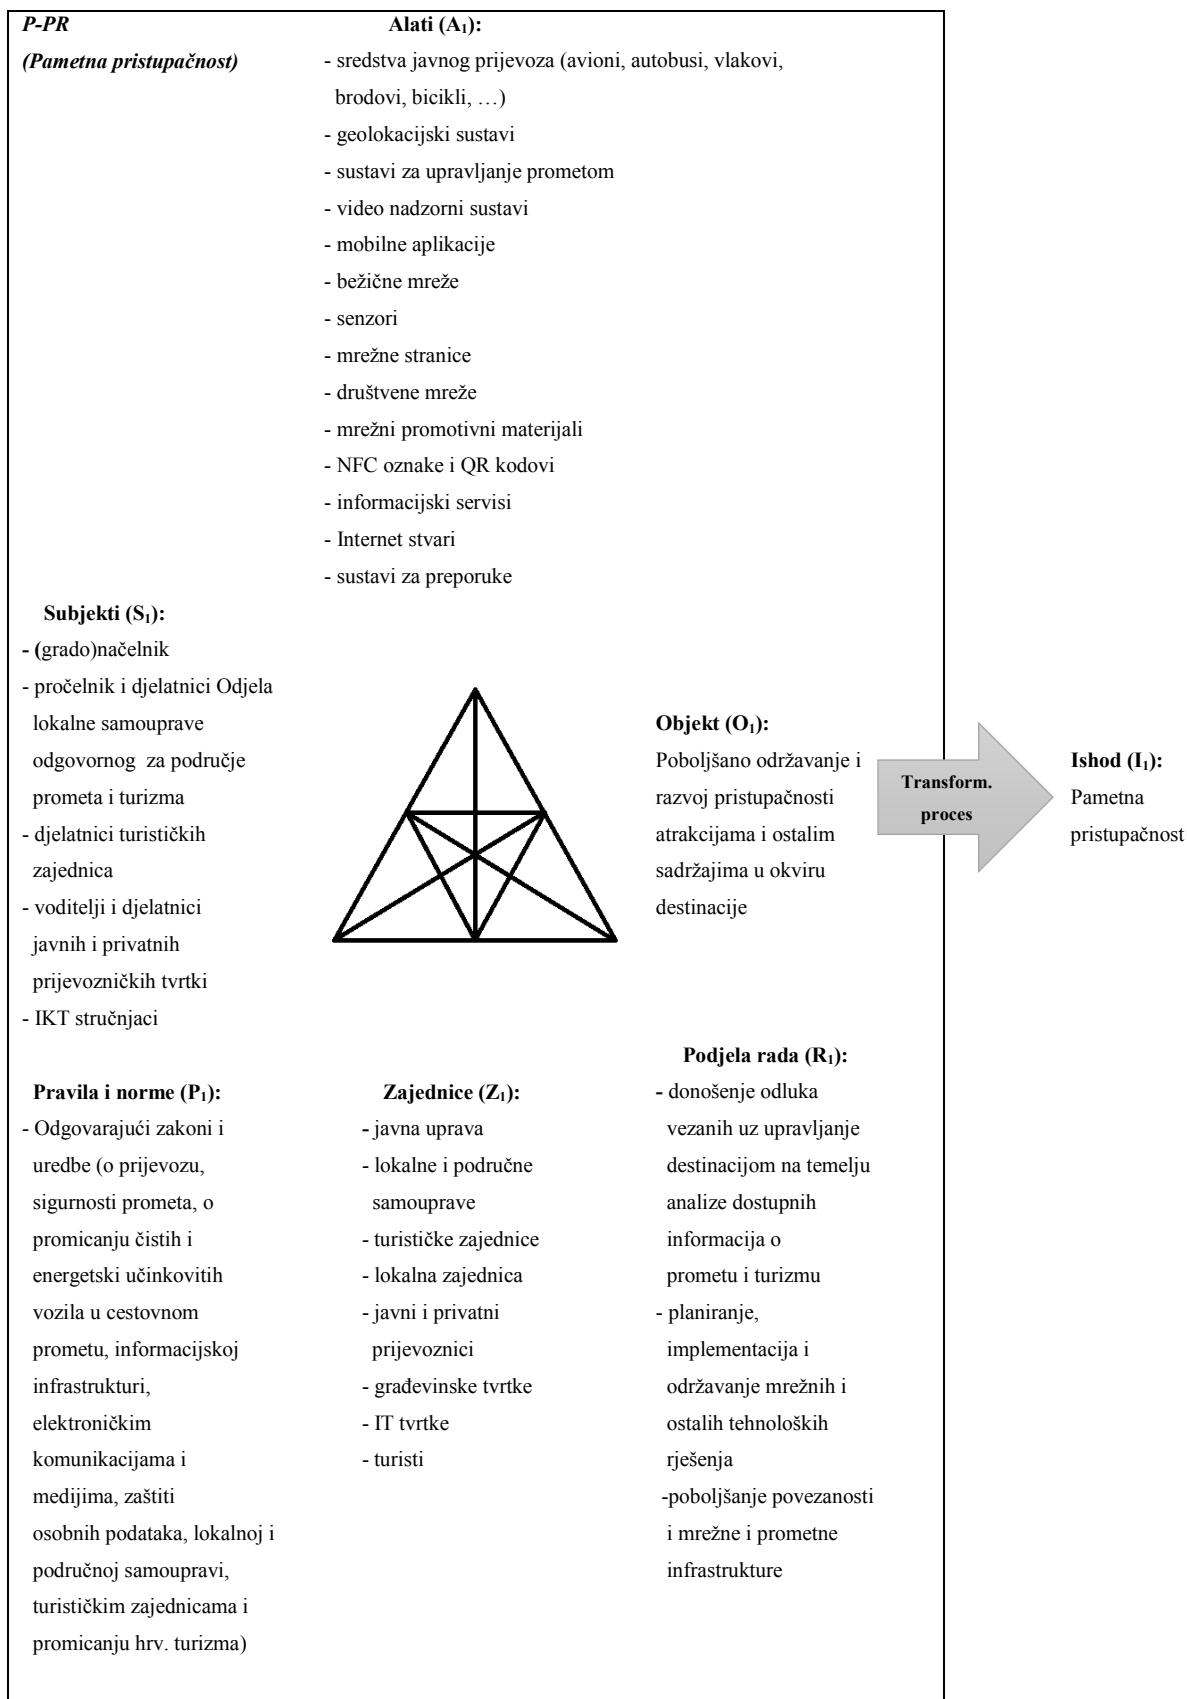 P-PR
(Pametna pristupačnost)
Alati (A₁):
- sredstva javnog prijevoza (avioni, autobusi, vlakovi,
brodovi, bicikli, …)
- geolokacijski sustavi
- sustavi za upravljanje prometom
- video nadzorni sustavi
- mobilne aplikacije
- bežične mreže
- senzori
- mrežne stranice
- društvene mreže
- mrežni promotivni materijali
- NFC oznake i QR kodovi
- informacijski servisi
- Internet stvari
- sustavi za preporuke
Subjekti (S₁):
- (grado)načelnik
- pročelnik i djelatnici Odjela
lokalne samouprave
odgovornog za područje
prometa i turizma
- djelatnici turističkih
zajednica
- voditelji i djelatnici
javnih i privatnih
prijevozničkih tvrtki
- IKT stručnjaci
Objekt (O₁):
Poboljšano održavanje i
razvoj pristupačnosti
atrakcijama i ostalim
sadržajima u okviru
destinacije
Transform.
proces
Ishod (I₁):
Pametna
pristupačnost
Pravila i norme (P₁):
- Odgovarajući zakoni i
uredbe (o prijevozu,
sigurnosti prometa, o
promicanju čistih i
energetski učinkovitih
vozila u cestovnom
prometu, informacijskoj
infrastrukturi,
elektroničkim
komunikacijama i
medijima, zaštiti
osobnih podataka, lokalnoj i
područnoj samoupravi,
turističkim zajednicama i
promicanju hrv. turizma)
Zajednice (Z₁):
- javna uprava
- lokalne i područne
samouprave
- turističke zajednice
- lokalna zajednica
- javni i privatni
prijevoznici
- građevinske tvrtke
- IT tvrtke
- turisti
Podjela rada (R₁):
- donošenje odluka
vezanih uz upravljanje
destinacijom na temelju
analize dostupnih
informacija o
prometu i turizmu
- planiranje,
implementacija i
održavanje mrežnih i
ostalih tehnoloških
rješenja
-poboljšanje povezanosti
i mrežne i prometne
infrastrukture